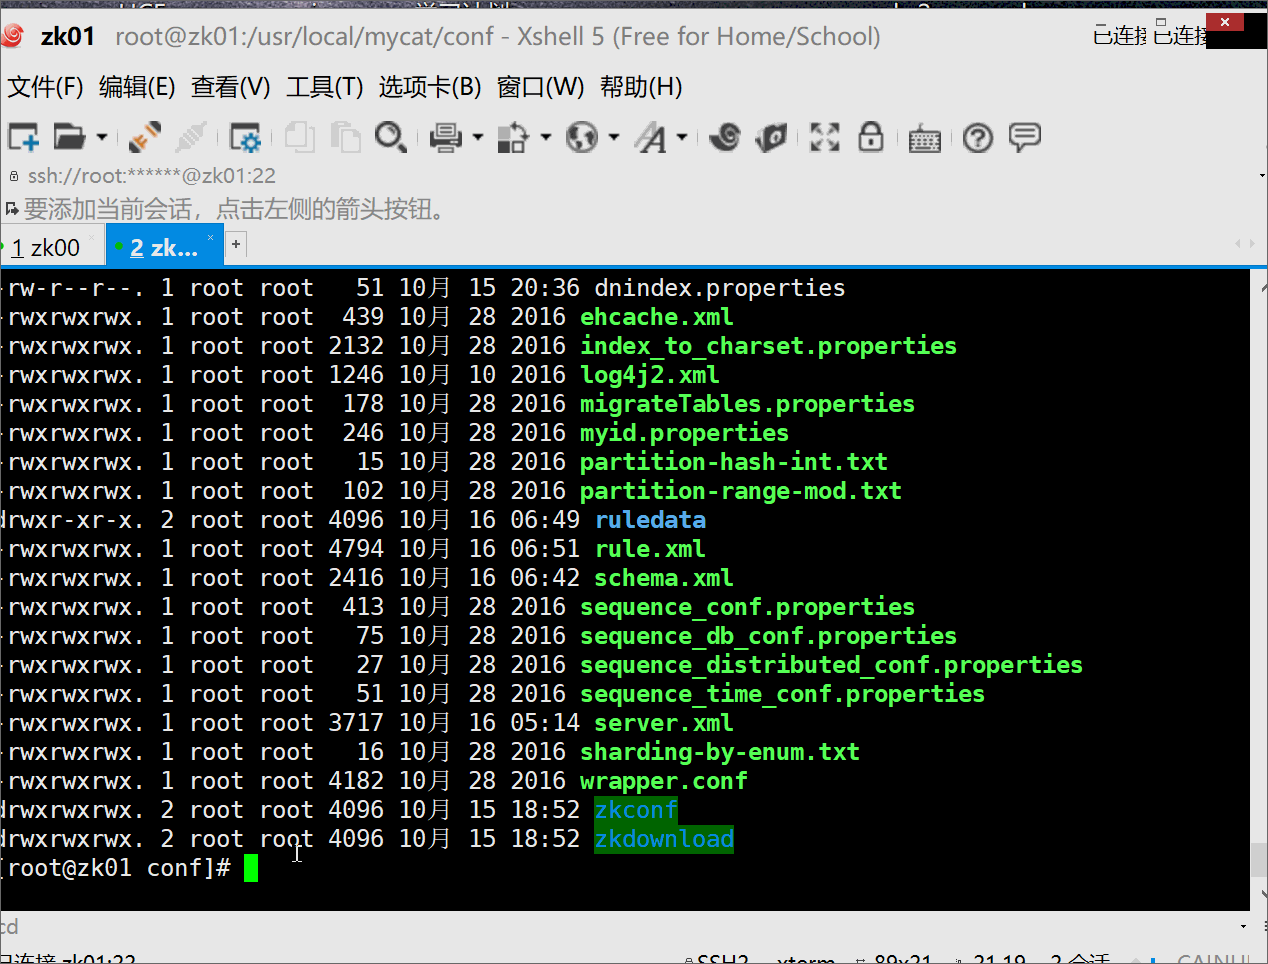 zk01 root@zk01:/usr/local/mycat/conf - Xshell 5 (Free for Home/School) 已连接 已连接
文件(F) 编辑(E) 查看(V) 工具(T) 选项卡(B) 窗口(W) 帮助(H)
ssh://root:******@zk01:22
要添加当前会话，点击左侧的箭头按钮。
1 zk00 2 zk... +
-rw-r--r--. 1 root root 51 10月 15 20:36 dnindex.properties
-rwxrwxrwx. 1 root root 439 10月 28 2016 ehcache.xml
-rwxrwxrwx. 1 root root 2132 10月 28 2016 index_to_charset.properties
-rwxrwxrwx. 1 root root 1246 10月 10 2016 log4j2.xml
-rwxrwxrwx. 1 root root 178 10月 28 2016 migrateTables.properties
-rwxrwxrwx. 1 root root 246 10月 28 2016 myid.properties
-rwxrwxrwx. 1 root root 15 10月 28 2016 partition-hash-int.txt
-rwxrwxrwx. 1 root root 102 10月 28 2016 partition-range-mod.txt
drwxr-xr-x. 2 root root 4096 10月 16 06:49 ruledata
-rwxrwxrwx. 1 root root 4794 10月 16 06:51 rule.xml
-rwxrwxrwx. 1 root root 2416 10月 16 06:42 schema.xml
-rwxrwxrwx. 1 root root 413 10月 28 2016 sequence_conf.properties
-rwxrwxrwx. 1 root root 75 10月 28 2016 sequence_db_conf.properties
-rwxrwxrwx. 1 root root 27 10月 28 2016 sequence_distributed_conf.properties
-rwxrwxrwx. 1 root root 51 10月 28 2016 sequence_time_conf.properties
-rwxrwxrwx. 1 root root 3717 10月 16 05:14 server.xml
-rwxrwxrwx. 1 root root 16 10月 28 2016 sharding-by-enum.txt
-rwxrwxrwx. 1 root root 4182 10月 28 2016 wrapper.conf
drwxrwxrwx. 2 root root 4096 10月 15 18:52 zkconf
drwxrwxrwx. 2 root root 4096 10月 15 18:52 zkdownload
[root@zk01 conf]#
cd
已连接 zk01:22 SSH2 xterm 89x21 21,19 2 会话